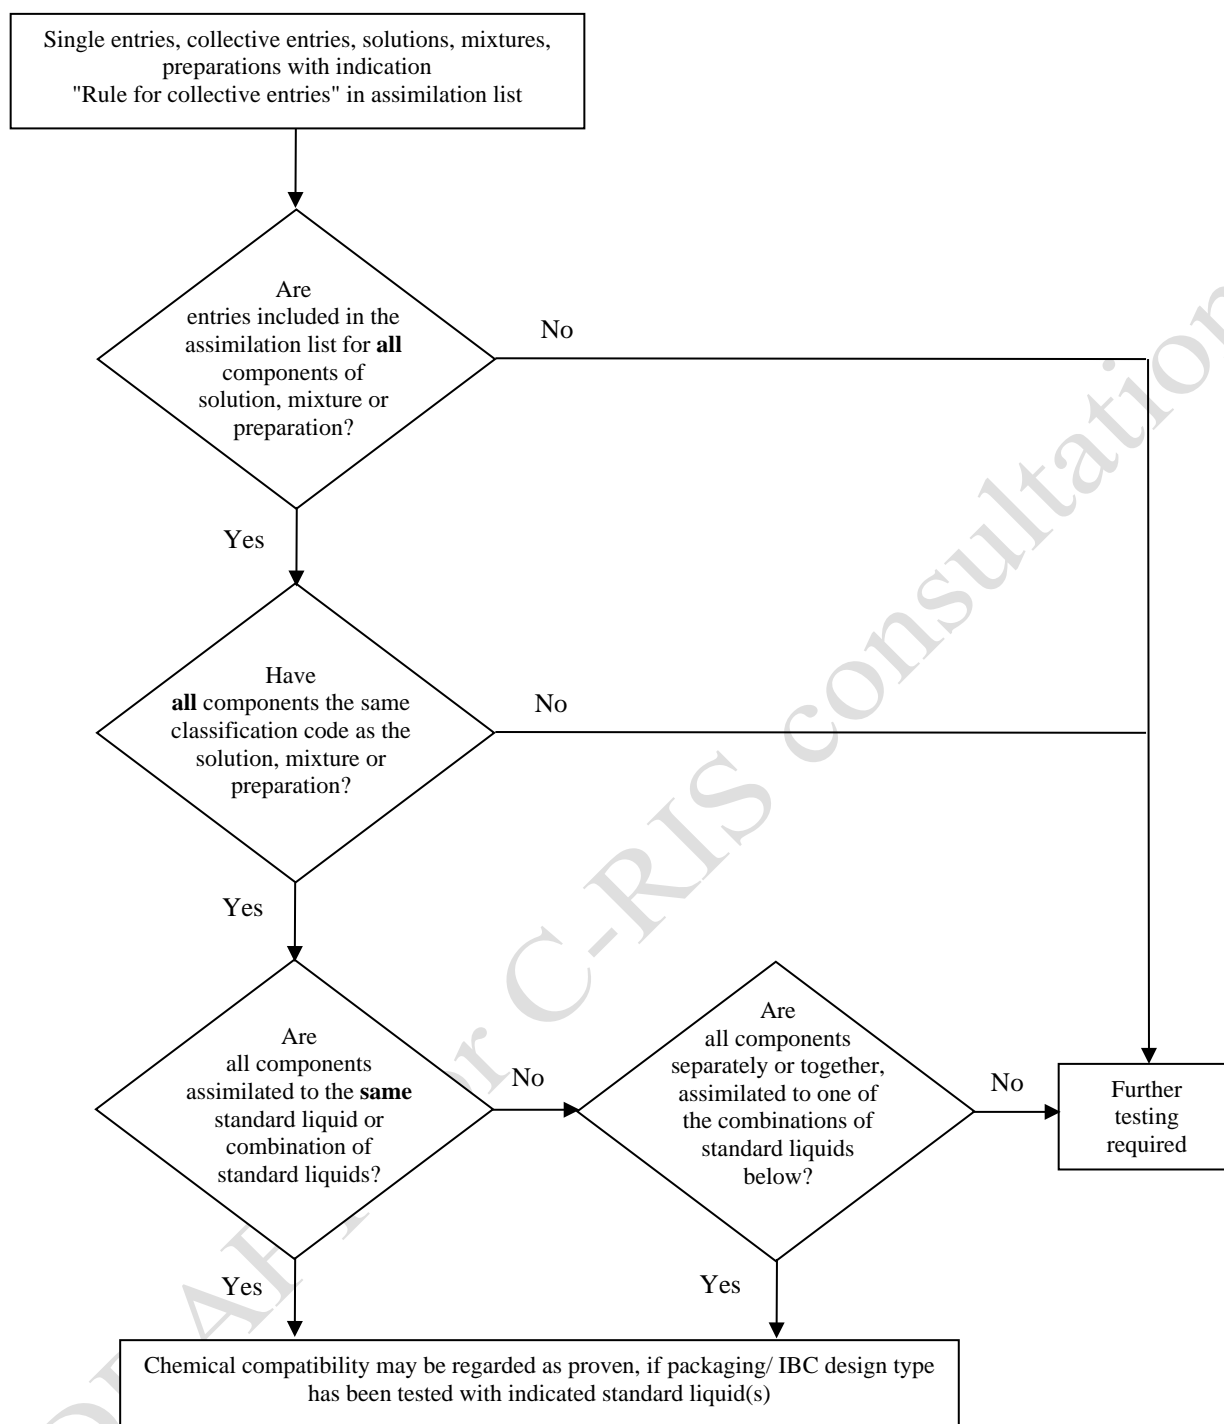 Single entries, collective entries, solutions, mixtures,
preparations with indication
"Rule for collective entries" in assimilation list
Are
entries included in the
assimilation list for all
components of
solution, mixture or
preparation?
No
Yes
Have
all components the same
classification code as the
solution, mixture or
preparation?
No
Yes
Are
all components
assimilated to the same
standard liquid or
combination of
standard liquids?
No
Are
all components
separately or together,
assimilated to one of
the combinations of
standard liquids
below?
No
Further
testing
required
Yes
Yes
Chemical compatibility may be regarded as proven, if packaging/ IBC design type
has been tested with indicated standard liquid(s)
C-RIS consultation